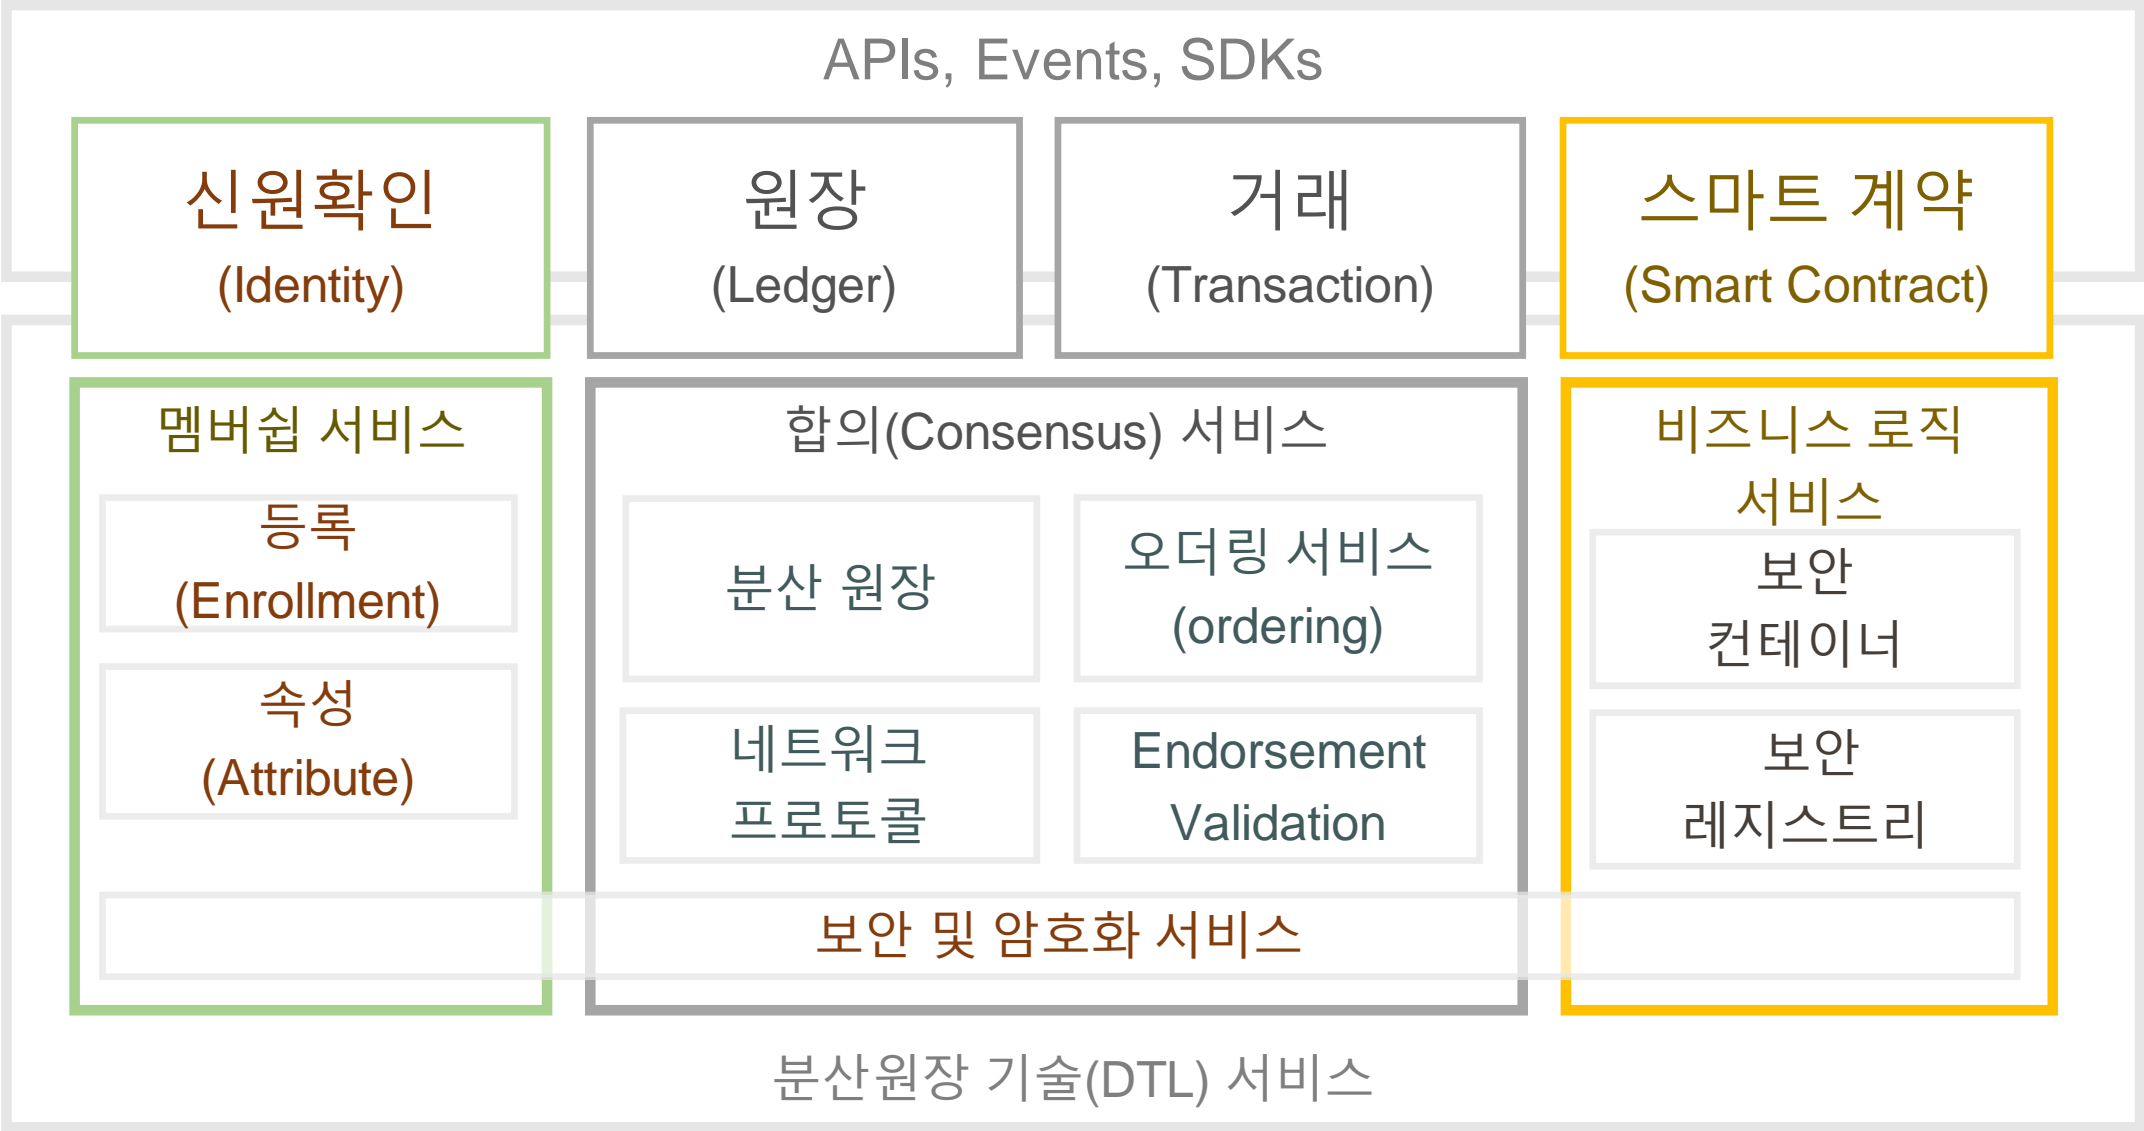 APIs, Events, SDKs
신원확인
(Identity)
원장
(Ledger)
거래
(Transaction)
스마트 계약
(Smart Contract)
멤버쉽 서비스
등록
(Enrollment)
속성
(Attribute)
합의(Consensus) 서비스
분산 원장
오더링 서비스
(ordering)
네트워크
프로토콜
Endorsement
Validation
비즈니스 로직
서비스
보안
컨테이너
보안
레지스트리
보안 및 암호화 서비스
분산원장 기술(DTL) 서비스